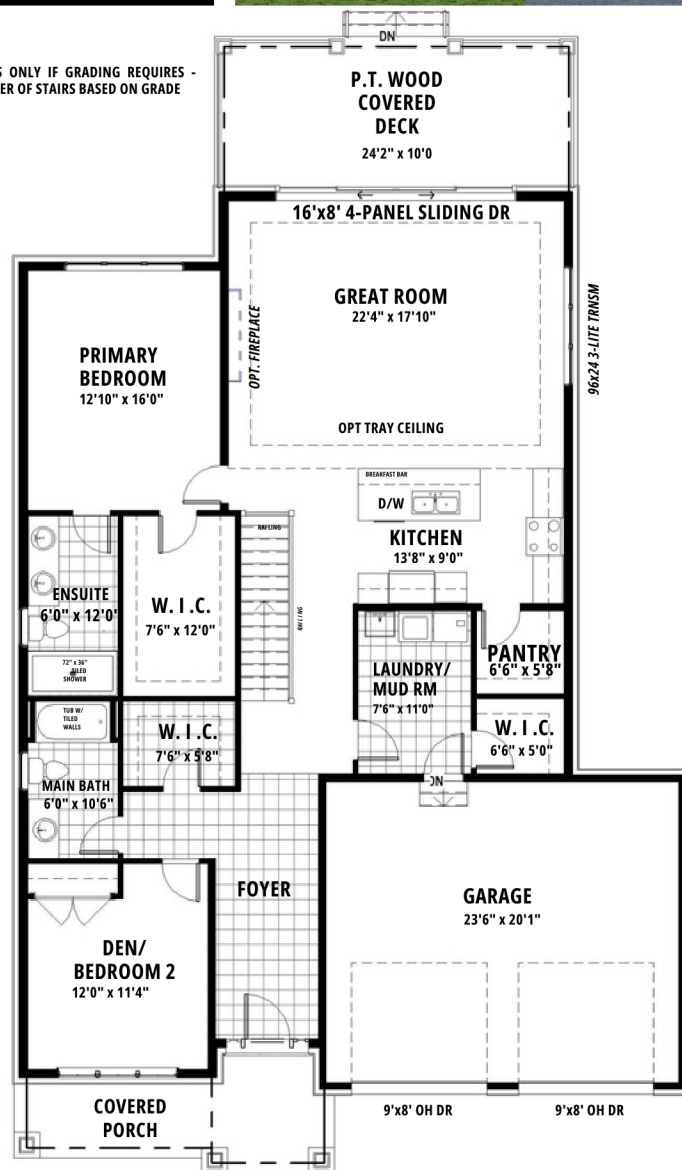 S ONLY IF GRADING REQUIRES -
ER OF STAIRS BASED ON GRADE
DN
P.T. WOOD
COVERED
DECK
24'2" x 10'0
16'x8' 4-PANEL SLIDING DR
GREAT ROOM
22'4" x 17'10"
OPT. FIREPLACE
96x24 3-LITE TRNSM
OPT TRAY CEILING
PRIMARY
BEDROOM
12'10" x 16'0"
BREAKFAST BAR
D/W
KITCHEN
13'8" x 9'0"
RAILING
RAILING
ENSUITE
6'0" x 12'0"
W. I .C.
7'6" x 12'0"
72" x 36"
TILED
SHOWER
PANTRY
6'6" x 5'8"
LAUNDRY/
MUD RM
7'6" x 11'0"
W. I .C.
6'6" x 5'0"
TUB W/
TILED
WALLS
W. I .C.
7'6" x 5'8"
MAIN BATH
6'0" x 10'6"
DN
FOYER
GARAGE
23'6" x 20'1"
DEN/
BEDROOM 2
12'0" x 11'4"
COVERED
PORCH
9'x8' OH DR
9'x8' OH DR